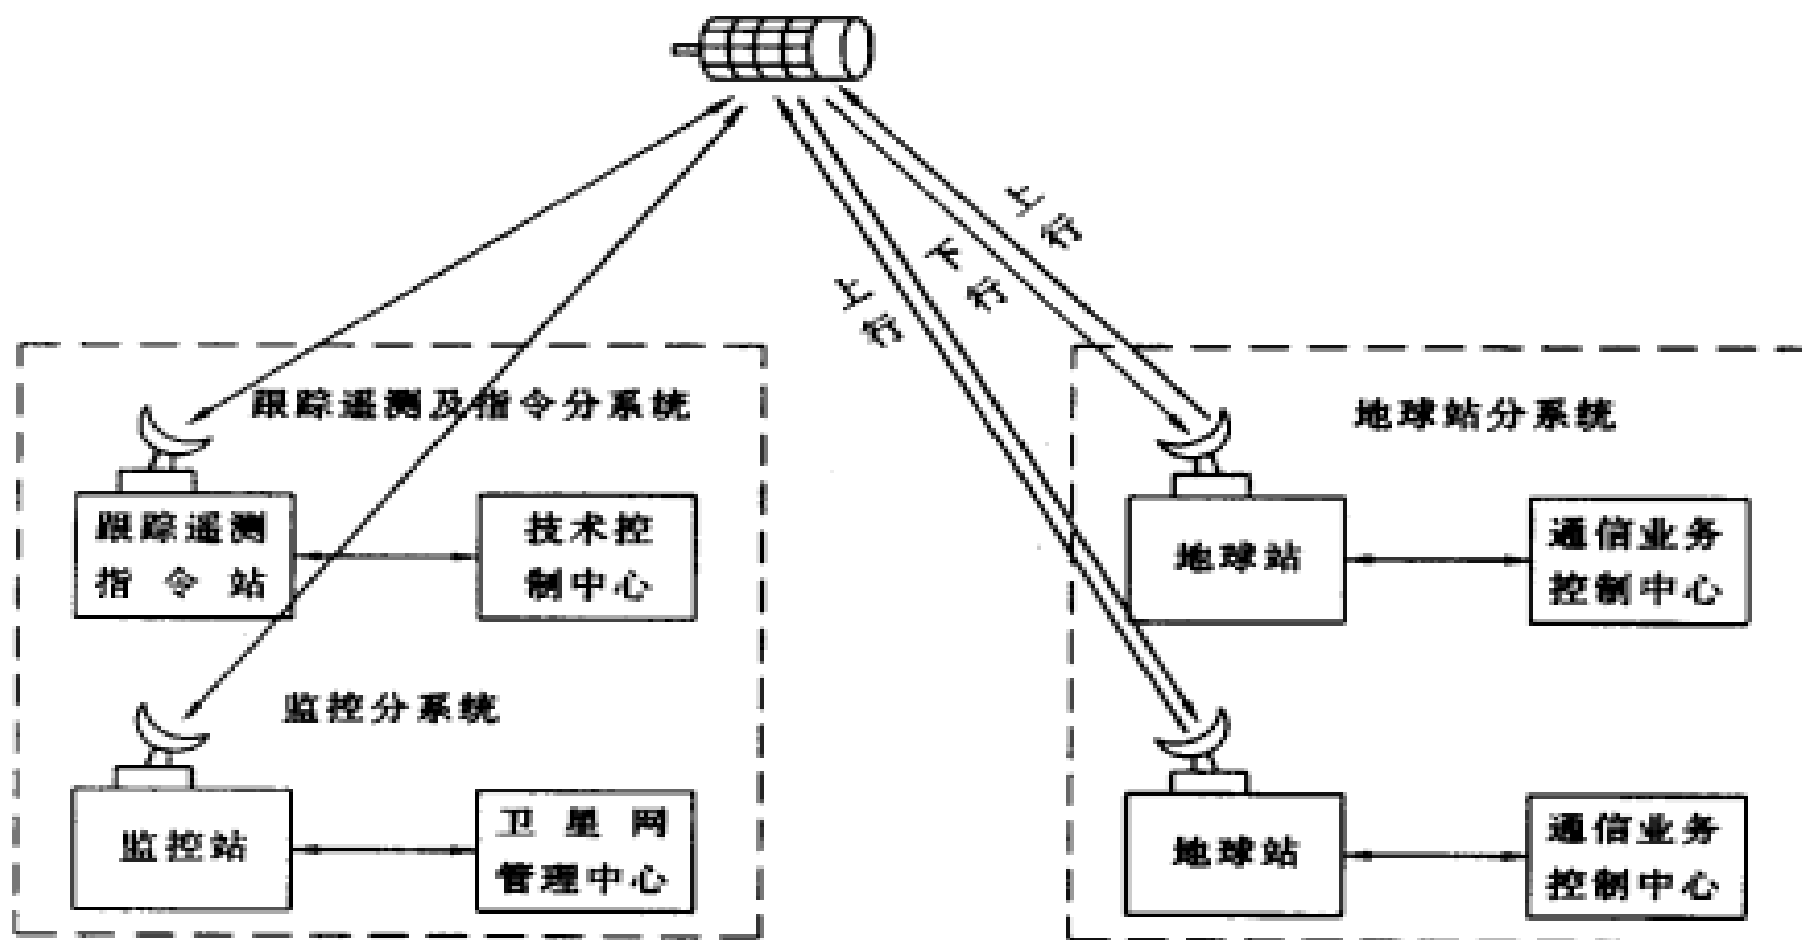 上行
下行
上行
跟踪遥测及指令分系统
地球站分系统
跟踪遥测
指令站
技术控
制中心
地球站
通信业务
控制中心
监控分系统
监控站
卫星网
管理中心
地球站
通信业务
控制中心